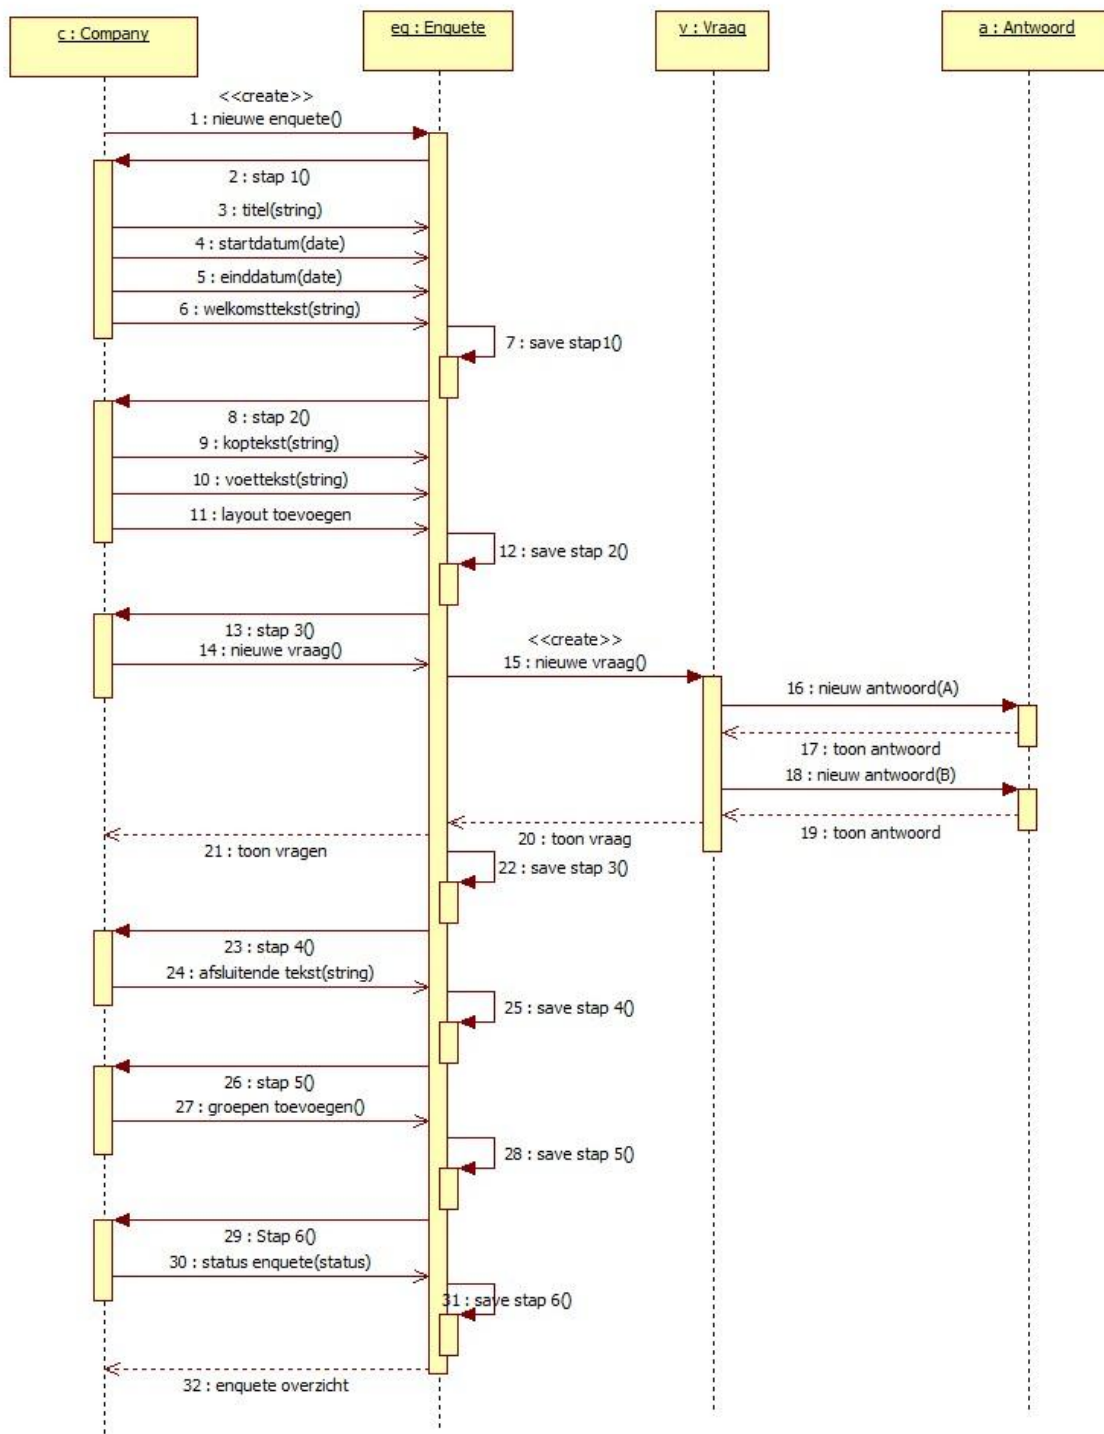 c : Company
eq : Enquete
v : Vraag
a : Antwoord
<<create>>
1 : nieuwe enquete()
2 : stap 1()
3 : titel(string)
4 : startdatum(date)
5 : einddatum(date)
6 : welkomsttekst(string)
7 : save stap1()
8 : stap 2()
9 : koptekst(string)
10 : voettekst(string)
11 : layout toevoegen
12 : save stap 2()
13 : stap 3()
14 : nieuwe vraag()
<<create>>
15 : nieuwe vraag()
16 : nieuw antwoord(A)
17 : toon antwoord
18 : nieuw antwoord(B)
19 : toon antwoord
20 : toon vraag
21 : toon vragen
22 : save stap 3()
23 : stap 4()
24 : afsluitende tekst(string)
25 : save stap 4()
26 : stap 5()
27 : groepen toevoegen()
28 : save stap 5()
29 : Stap 6()
30 : status enquete(status)
31 : save stap 6()
32 : enquete overzicht